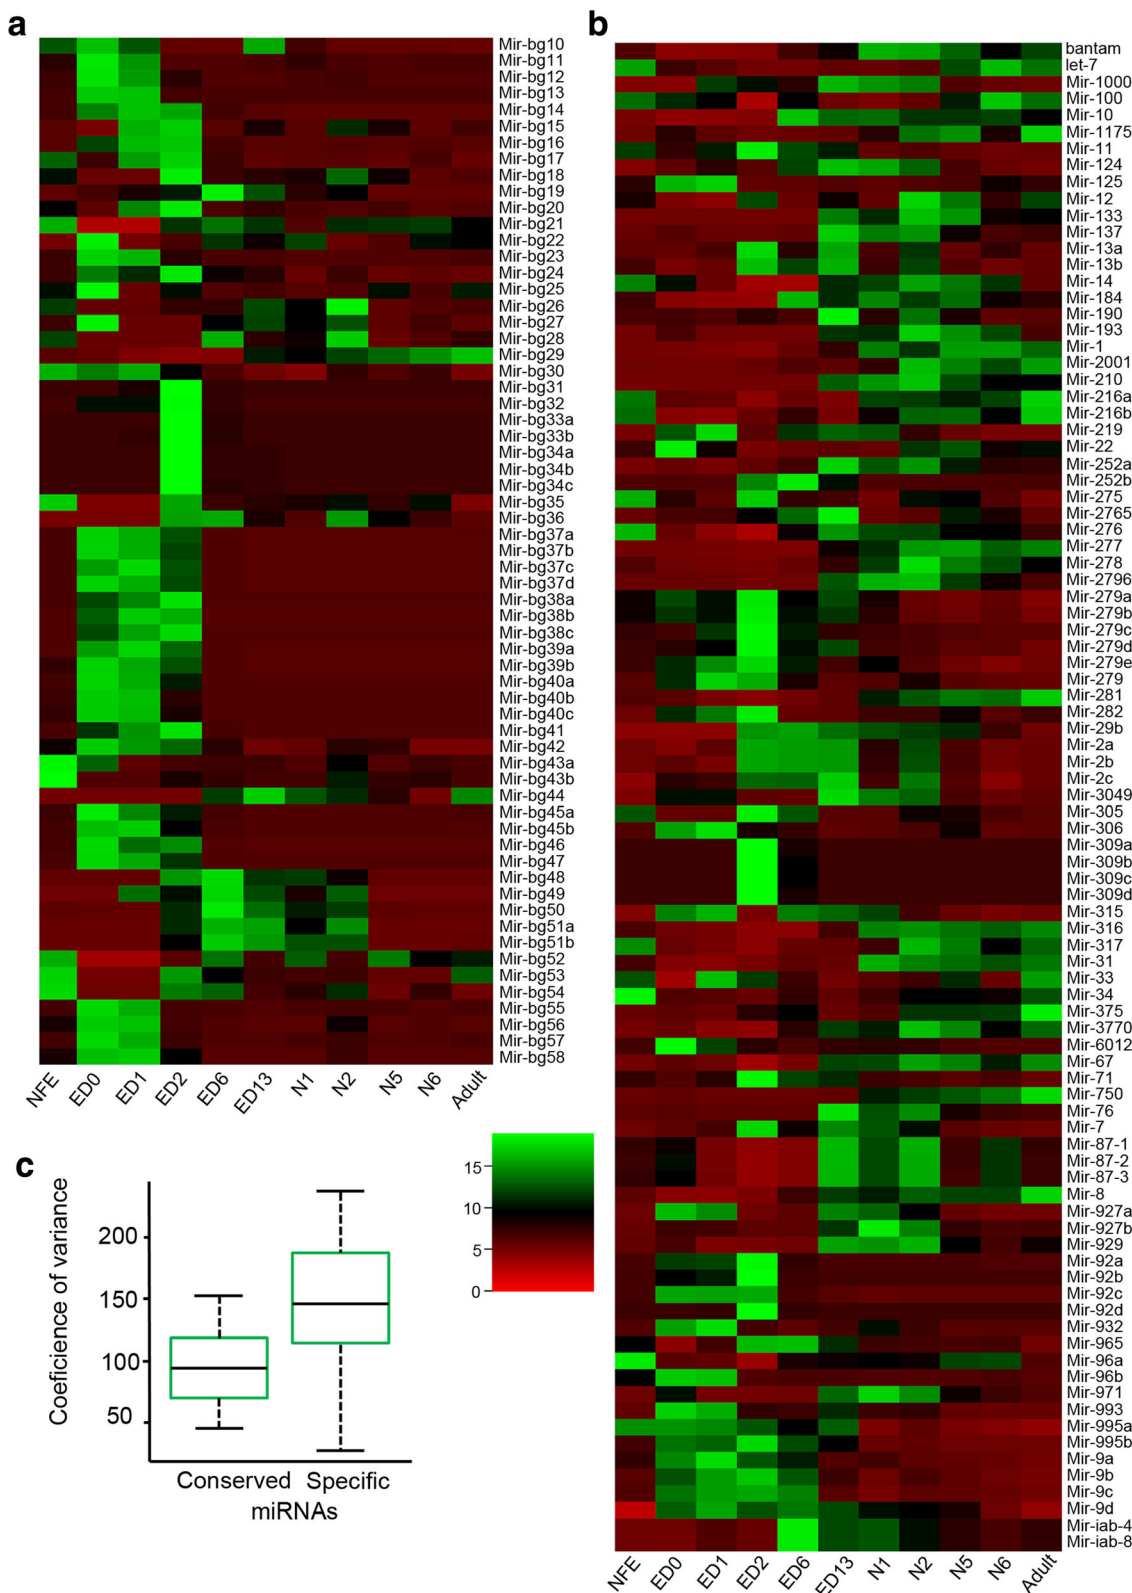 a
Mir-bg10
Mir-bg11
Mir-bg12
Mir-bg13
Mir-bg14
Mir-bg15
Mir-bg16
Mir-bg17
Mir-bg18
Mir-bg19
Mir-bg20
Mir-bg21
Mir-bg22
Mir-bg23
Mir-bg24
Mir-bg25
Mir-bg26
Mir-bg27
Mir-bg28
Mir-bg29
Mir-bg30
Mir-bg31
Mir-bg32
Mir-bg33a
Mir-bg33b
Mir-bg34a
Mir-bg34b
Mir-bg34c
Mir-bg35
Mir-bg36
Mir-bg37a
Mir-bg37b
Mir-bg37c
Mir-bg37d
Mir-bg38a
Mir-bg38b
Mir-bg38c
Mir-bg39a
Mir-bg39b
Mir-bg40a
Mir-bg40b
Mir-bg40c
Mir-bg41
Mir-bg42
Mir-bg43a
Mir-bg43b
Mir-bg44
Mir-bg45a
Mir-bg45b
Mir-bg46
Mir-bg47
Mir-bg48
Mir-bg49
Mir-bg50
Mir-bg51a
Mir-bg51b
Mir-bg52
Mir-bg53
Mir-bg54
Mir-bg55
Mir-bg56
Mir-bg57
Mir-bg58
NFE ED0 ED1 ED2 ED6 ED13 N1 N2 N5 N6 Adult
b
bantam
let-7
Mir-1000
Mir-100
Mir-10
Mir-1175
Mir-11
Mir-124
Mir-125
Mir-12
Mir-133
Mir-137
Mir-13a
Mir-13b
Mir-14
Mir-184
Mir-190
Mir-193
Mir-1
Mir-2001
Mir-210
Mir-216a
Mir-216b
Mir-219
Mir-22
Mir-252a
Mir-252b
Mir-275
Mir-2765
Mir-276
Mir-277
Mir-278
Mir-2796
Mir-279a
Mir-279b
Mir-279c
Mir-279d
Mir-279e
Mir-279
Mir-281
Mir-282
Mir-29b
Mir-2a
Mir-2b
Mir-2c
Mir-3049
Mir-305
Mir-306
Mir-309a
Mir-309b
Mir-309c
Mir-309d
Mir-315
Mir-316
Mir-317
Mir-31
Mir-33
Mir-34
Mir-375
Mir-3770
Mir-6012
Mir-67
Mir-71
Mir-750
Mir-76
Mir-7
Mir-87-1
Mir-87-2
Mir-87-3
Mir-8
Mir-927a
Mir-927b
Mir-929
Mir-92a
Mir-92b
Mir-92c
Mir-92d
Mir-932
Mir-965
Mir-96a
Mir-96b
Mir-971
Mir-993
Mir-995a
Mir-995b
Mir-9a
Mir-9b
Mir-9c
Mir-9d
Mir-iab-4
Mir-iab-8
NFE ED0 ED1 ED2 ED6 ED13 N1 N2 N5 N6 Adult
c
Coeficience of variance
200
150
100
50
Conserved Specific
miRNAs
15
10
5
0